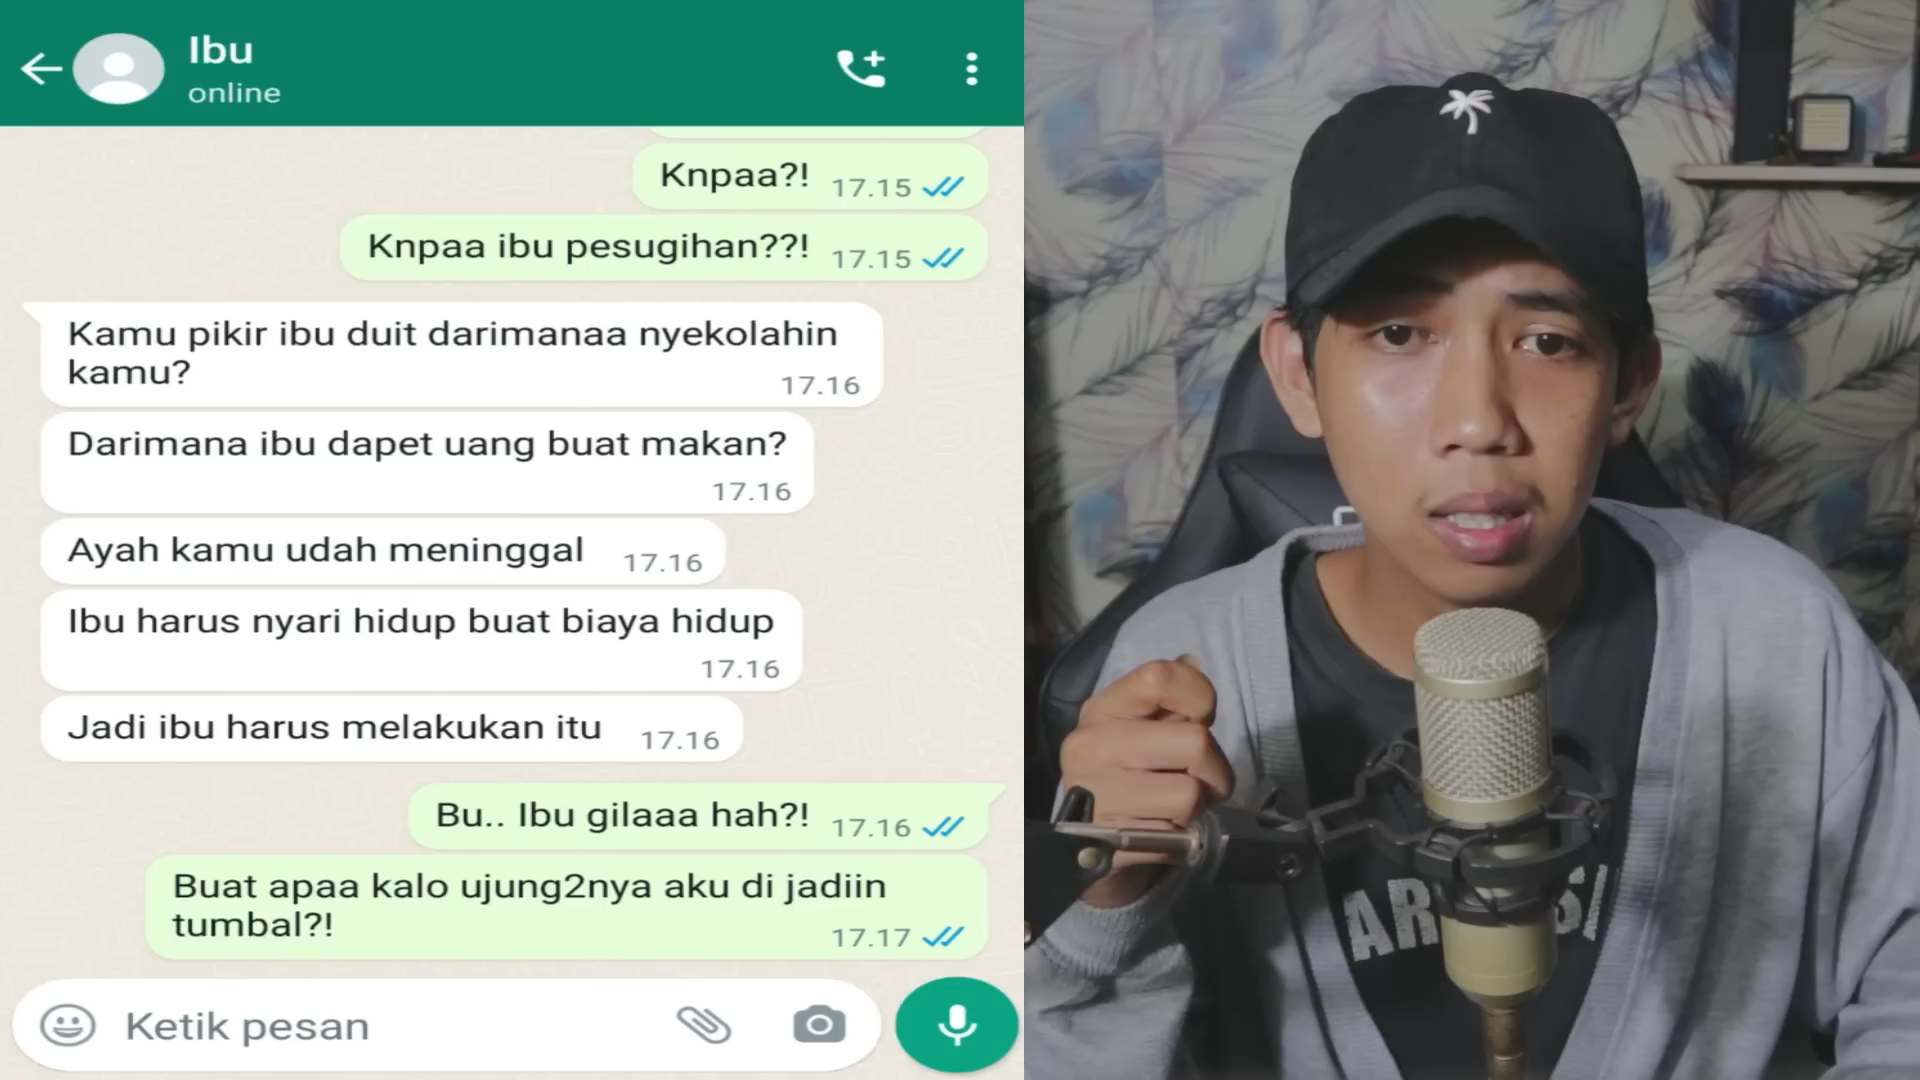 Ibu
online
Knpaa?! 17.15
Knpaa ibu pesugihan??! 17.15
Kamu pikir ibu duit darimanaa nyekolahin
kamu? 17.16
Darimana ibu dapet uang buat makan?
17.16
Ayah kamu udah meninggal 17.16
Ibu harus nyari hidup buat biaya hidup
17.16
Jadi ibu harus melakukan itu 17.16
Bu.. Ibu gilaaa hah?! 17.16
Buat apaa kalo ujung2nya aku di jadiin
tumbal?! 17.17
Ketik pesan